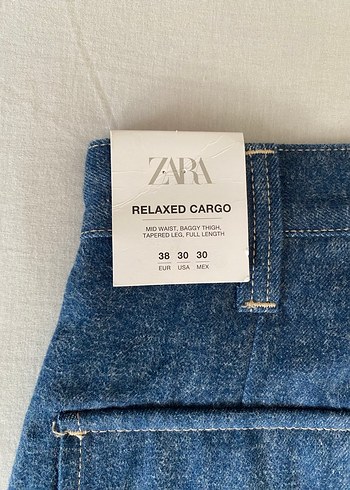 ZARA
RELAXED CARGO
MID WAIST, BAGGY THIGH,
TAPERED LEG, FULL LENGTH
38 30 30
EUR USA MEX